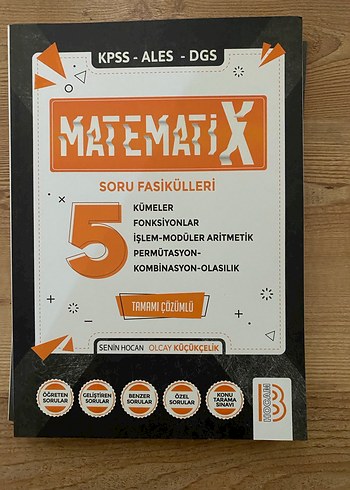 KPSS - ALES - DGS
MATEMATiX
SORU FASİKÜLLERİ
5
KÜMELER
FONKSİYONLAR
İŞLEM-MODÜLER ARİTMETİK
PERMÜTASYON-
KOMBİNASYON-OLASILIK
TAMAMI ÇÖZÜMLÜ
SENİN HOCAN OLCAY KÜÇÜKÇELİK
ÖĞRETEN
SORULAR
GELİŞTİREN
SORULAR
BENZER
SORULAR
ÖZEL
SORULAR
KONU
TARAMA
SINAVI
HOCAM